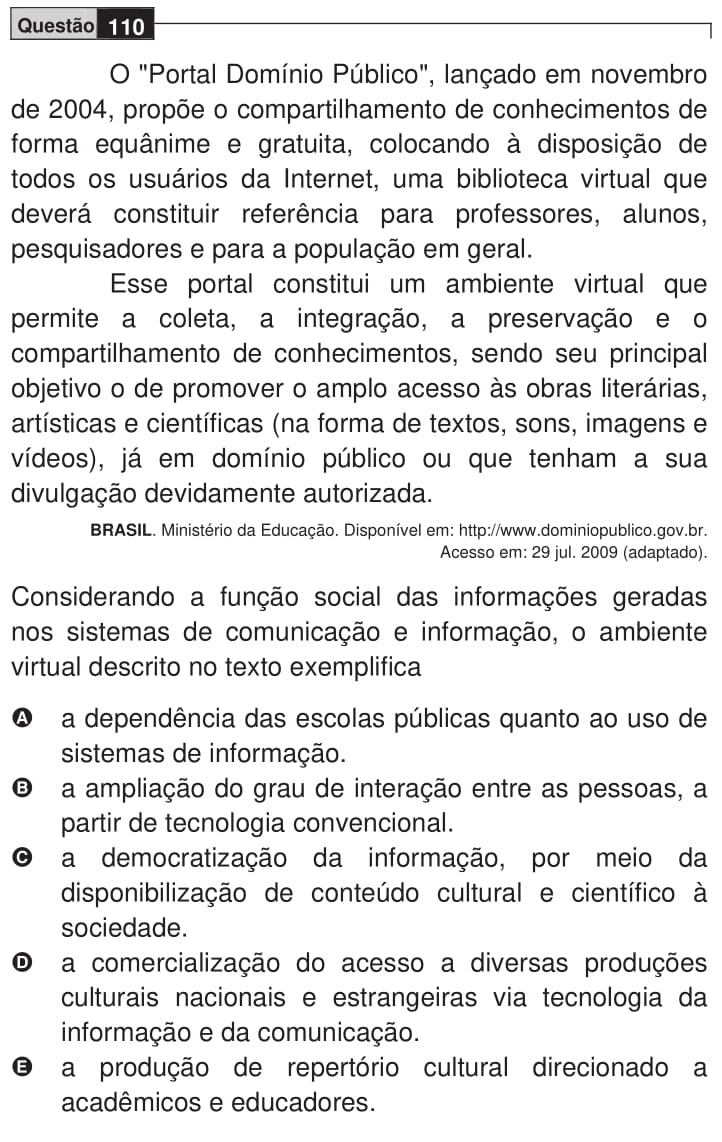 Questão 110
O "Portal Domínio Público", lançado em novembro
de 2004, propõe o compartilhamento de conhecimentos de
forma equânime e gratuita, colocando à disposição de
todos os usuários da Internet, uma biblioteca virtual que
deverá constituir referência para professores, alunos,
pesquisadores e para a população em geral.
Esse portal constitui um ambiente virtual que
permite a coleta, a integração, a preservação e o
compartilhamento de conhecimentos, sendo seu principal
objetivo o de promover o amplo acesso às obras literárias,
artísticas e científicas (na forma de textos, sons, imagens e
vídeos), já em domínio público ou que tenham a sua
divulgação devidamente autorizada.
BRASIL. Ministério da Educação. Disponível em: http://www.dominiopublico.gov.br.
Acesso em: 29 jul. 2009 (adaptado).
Considerando a função social das informações geradas
nos sistemas de comunicação e informação, o ambiente
virtual descrito no texto exemplifica
A a dependência das escolas públicas quanto ao uso de
sistemas de informação.
B a ampliação do grau de interação entre as pessoas, a
partir de tecnologia convencional.
C a democratização da informação, por meio da
disponibilização de conteúdo cultural e científico à
sociedade.
D a comercialização do acesso a diversas produções
culturais nacionais e estrangeiras via tecnologia da
informação e da comunicação.
E a produção de repertório cultural direcionado a
acadêmicos e educadores.